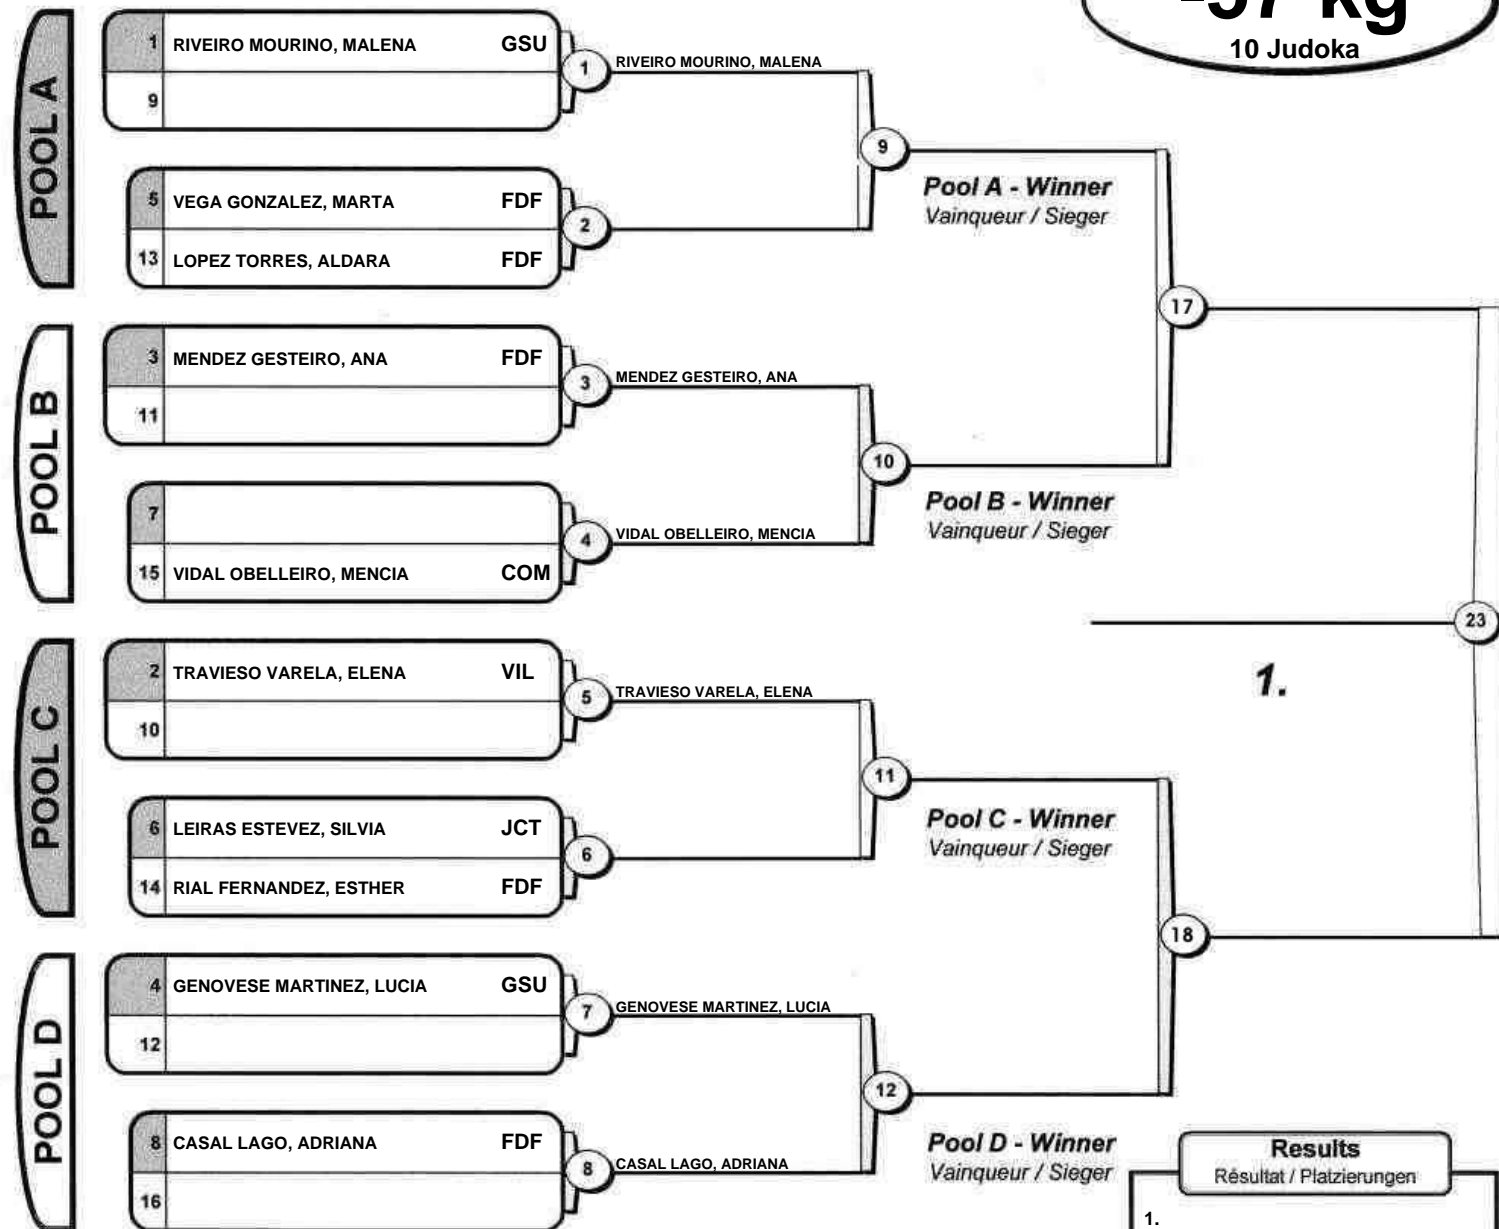 -57 kg
10 Judoka
POOL A
1 RIVEIRO MOURINO, MALENA GSU
9
1
RIVEIRO MOURINO, MALENA
5 VEGA GONZALEZ, MARTA FDF
13 LOPEZ TORRES, ALDARA FDF
2
9
Pool A - Winner
Vainqueur / Sieger
17
POOL B
3 MENDEZ GESTEIRO, ANA FDF
11
3
MENDEZ GESTEIRO, ANA
7
15 VIDAL OBELLEIRO, MENCIA COM
4
VIDAL OBELLEIRO, MENCIA
10
Pool B - Winner
Vainqueur / Sieger
23
1.
POOL C
2 TRAVIESO VARELA, ELENA VIL
10
5
TRAVIESO VARELA, ELENA
6 LEIRAS ESTEVEZ, SILVIA JCT
14 RIAL FERNANDEZ, ESTHER FDF
6
11
Pool C - Winner
Vainqueur / Sieger
18
POOL D
4 GENOVESE MARTINEZ, LUCIA GSU
12
7
GENOVESE MARTINEZ, LUCIA
8 CASAL LAGO, ADRIANA FDF
16
8
CASAL LAGO, ADRIANA
12
Pool D - Winner
Vainqueur / Sieger
Results
Résultat / Platzierungen
1.